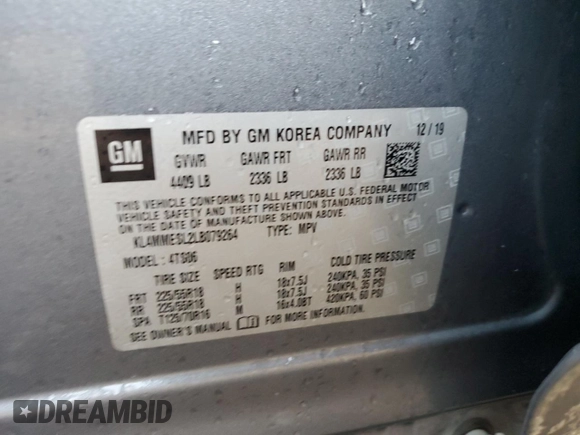 GM
MFD BY GM KOREA COMPANY 12/19
GVWR GAWR FRT GAWR RR
4409 LB 2336 LB 2336 LB
THIS VEHICLE CONFORMS TO ALL APPLICABLE U.S. FEDERAL MOTOR
VEHICLE SAFETY AND THEFT PREVENTION STANDARDS IN EFFECT
ON THE DATE OF MANUFACTURE SHOWN ABOVE.
KL4MMESL2LB079264 TYPE: MPV
MODEL: 4TS06
TIRE SIZE SPEED RTG RIM COLD TIRE PRESSURE
FRT 225/55R18 H 18x7.5J 240KPA, 35 PSI
RR 225/55R18 H 18x7.5J 240KPA, 35 PSI
SPA T125/70R16 M 16x4.0BT 420KPA, 60 PSI
SEE OWNER'S MANUAL FOR MORE INFORMATION
DREAMBID